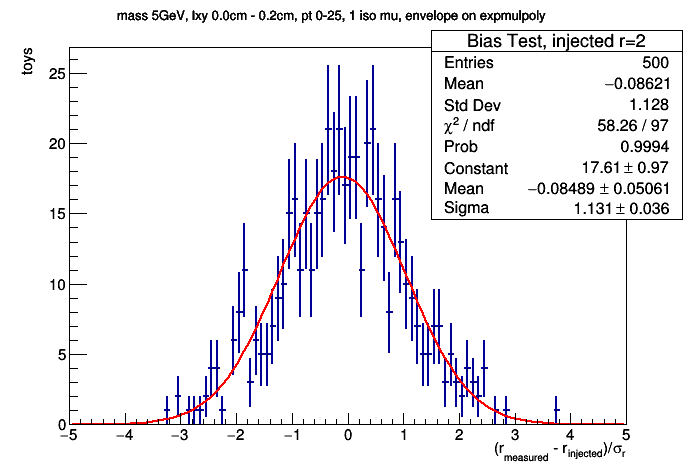 mass 5GeV, lxy 0.0cm - 0.2cm, pt 0-25, 1 iso mu, envelope on expmulpoly
Bias Test, injected r=2
Entries 500
Mean −0.08621
Std Dev 1.128
χ² / ndf 58.26 / 97
Prob 0.9994
Constant 17.61 ± 0.97
Mean −0.08489 ± 0.05061
Sigma 1.131 ± 0.036
toys
25
20
15
10
5
0
−5 −4 −3 −2 −1 0 1 2 3 4 5
(r_measured - r_injected)/σ_r